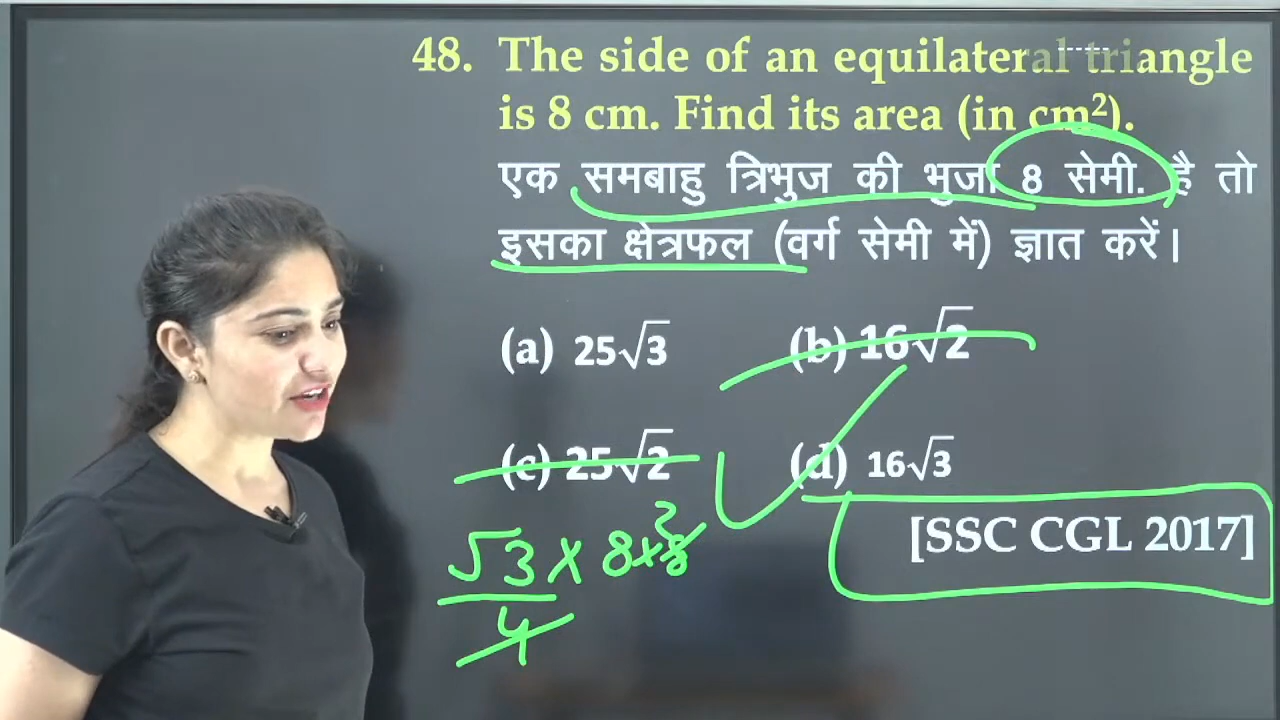 48. The side of an equilateral triangle
is 8 cm. Find its area (in cm²).
एक समबाहु त्रिभुज की भुजा 8 सेमी. है तो
इसका क्षेत्रफल (वर्ग सेमी में) ज्ञात करें।
(a) 25√3 (b) 16√2
(c) 25√2 (d) 16√3
[SSC CGL 2017]
√3 × 8×8 2
4